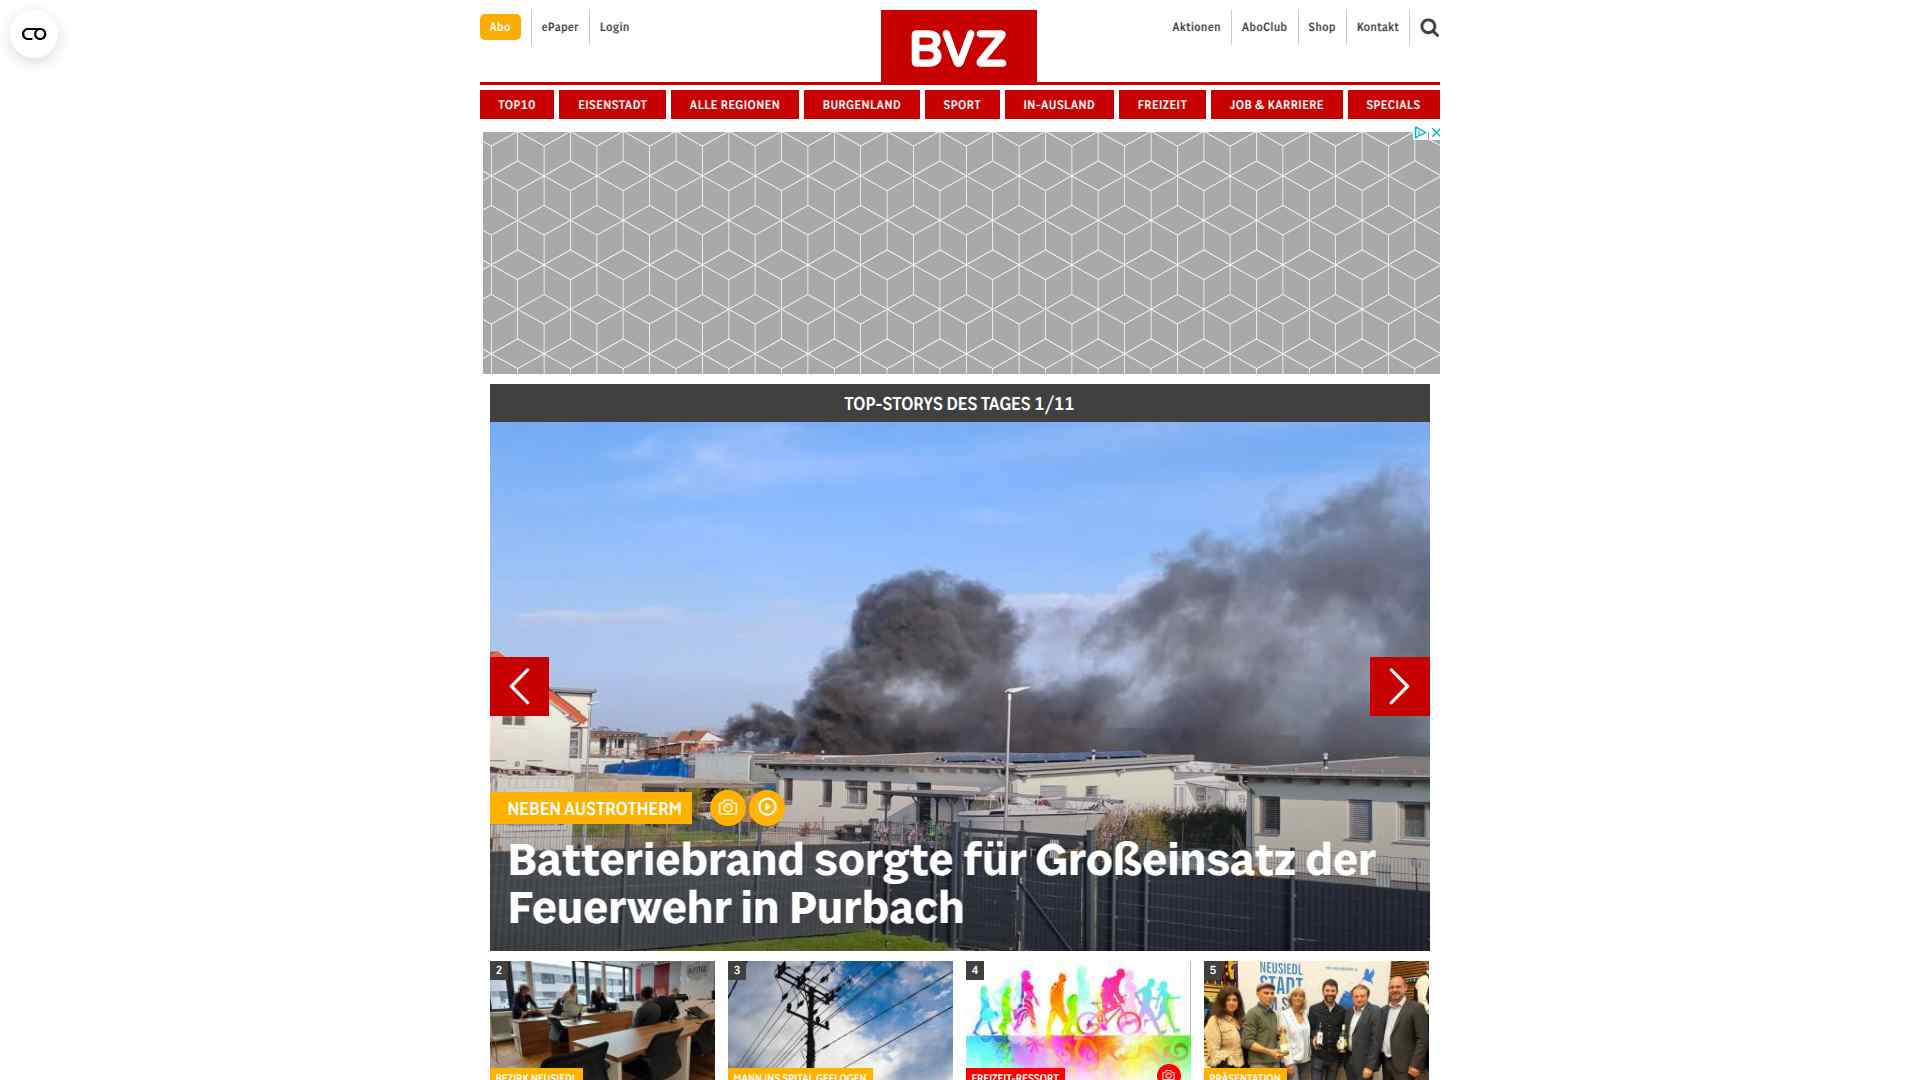 Abo
ePaper
Login
BVZ
Aktionen
AboClub
Shop
Kontakt
TOP10
EISENSTADT
ALLE REGIONEN
BURGENLAND
SPORT
IN-AUSLAND
FREIZEIT
JOB & KARRIERE
SPECIALS
TOP-STORYS DES TAGES 1/11
NEBEN AUSTROTHERM
Batteriebrand sorgte für Großeinsatz der
Feuerwehr in Purbach
2
3
4
5
NEUSIEDL
STADT
BEZIRK NEUSIEDL
MANN INS SPITAL GEFLOGEN
FREIZEIT-RESSORT
PRÄSENTATION